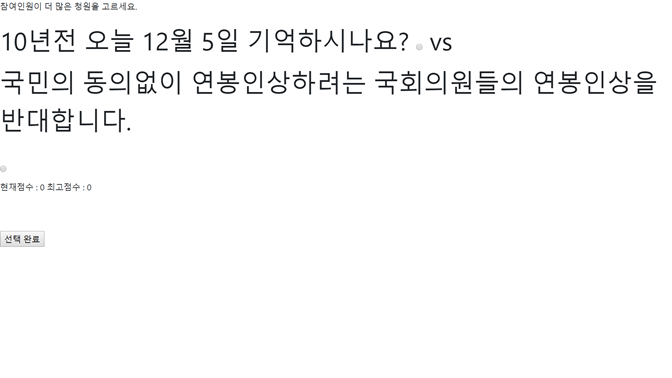 참여인원이 더 많은 청원을 고르세요.
10년전 오늘 12월 5일 기억하시나요? vs
국민의 동의없이 연봉인상하려는 국회의원들의 연봉인상을
반대합니다.
현재점수 : 0 최고점수 : 0
선택 완료